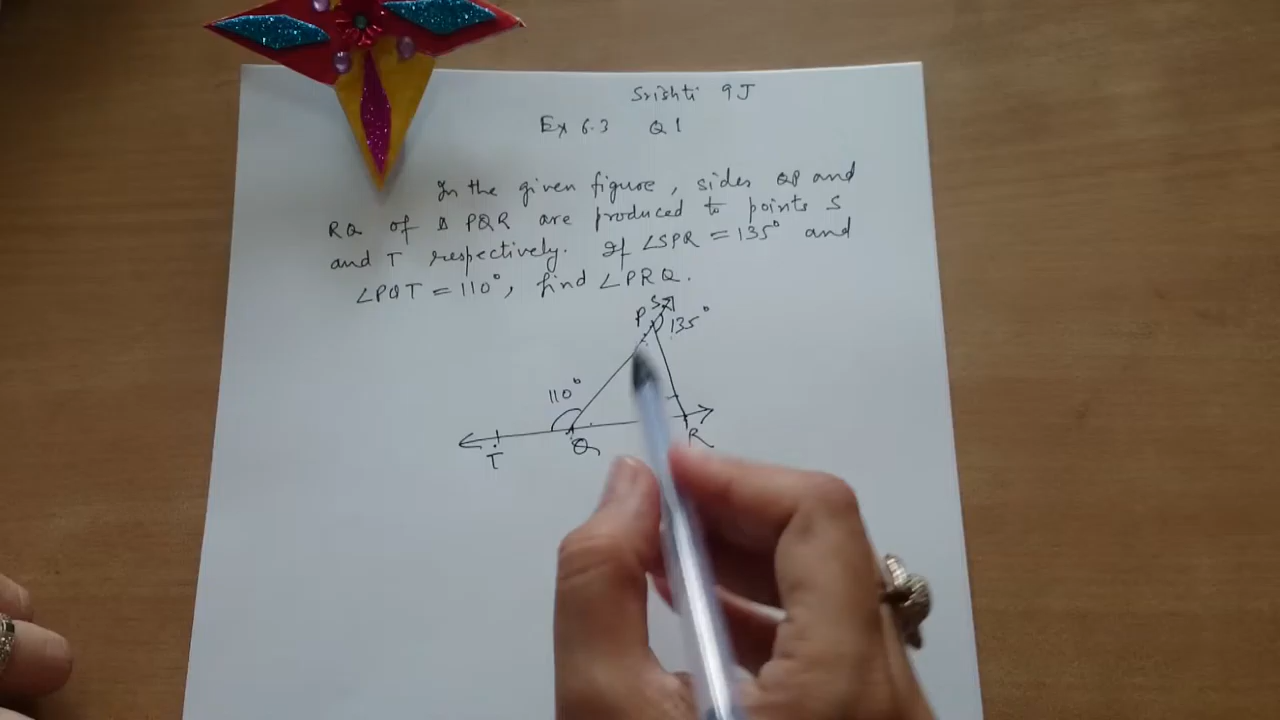 Srishti 9J
Ex 6.3 Q1
In the given figure, sides QP and
RQ of Δ PQR are produced to points S
and T respectively. If ∠SPR = 135° and
∠PQT = 110°, find ∠PRQ.
S
P 135°
110°
T Q R